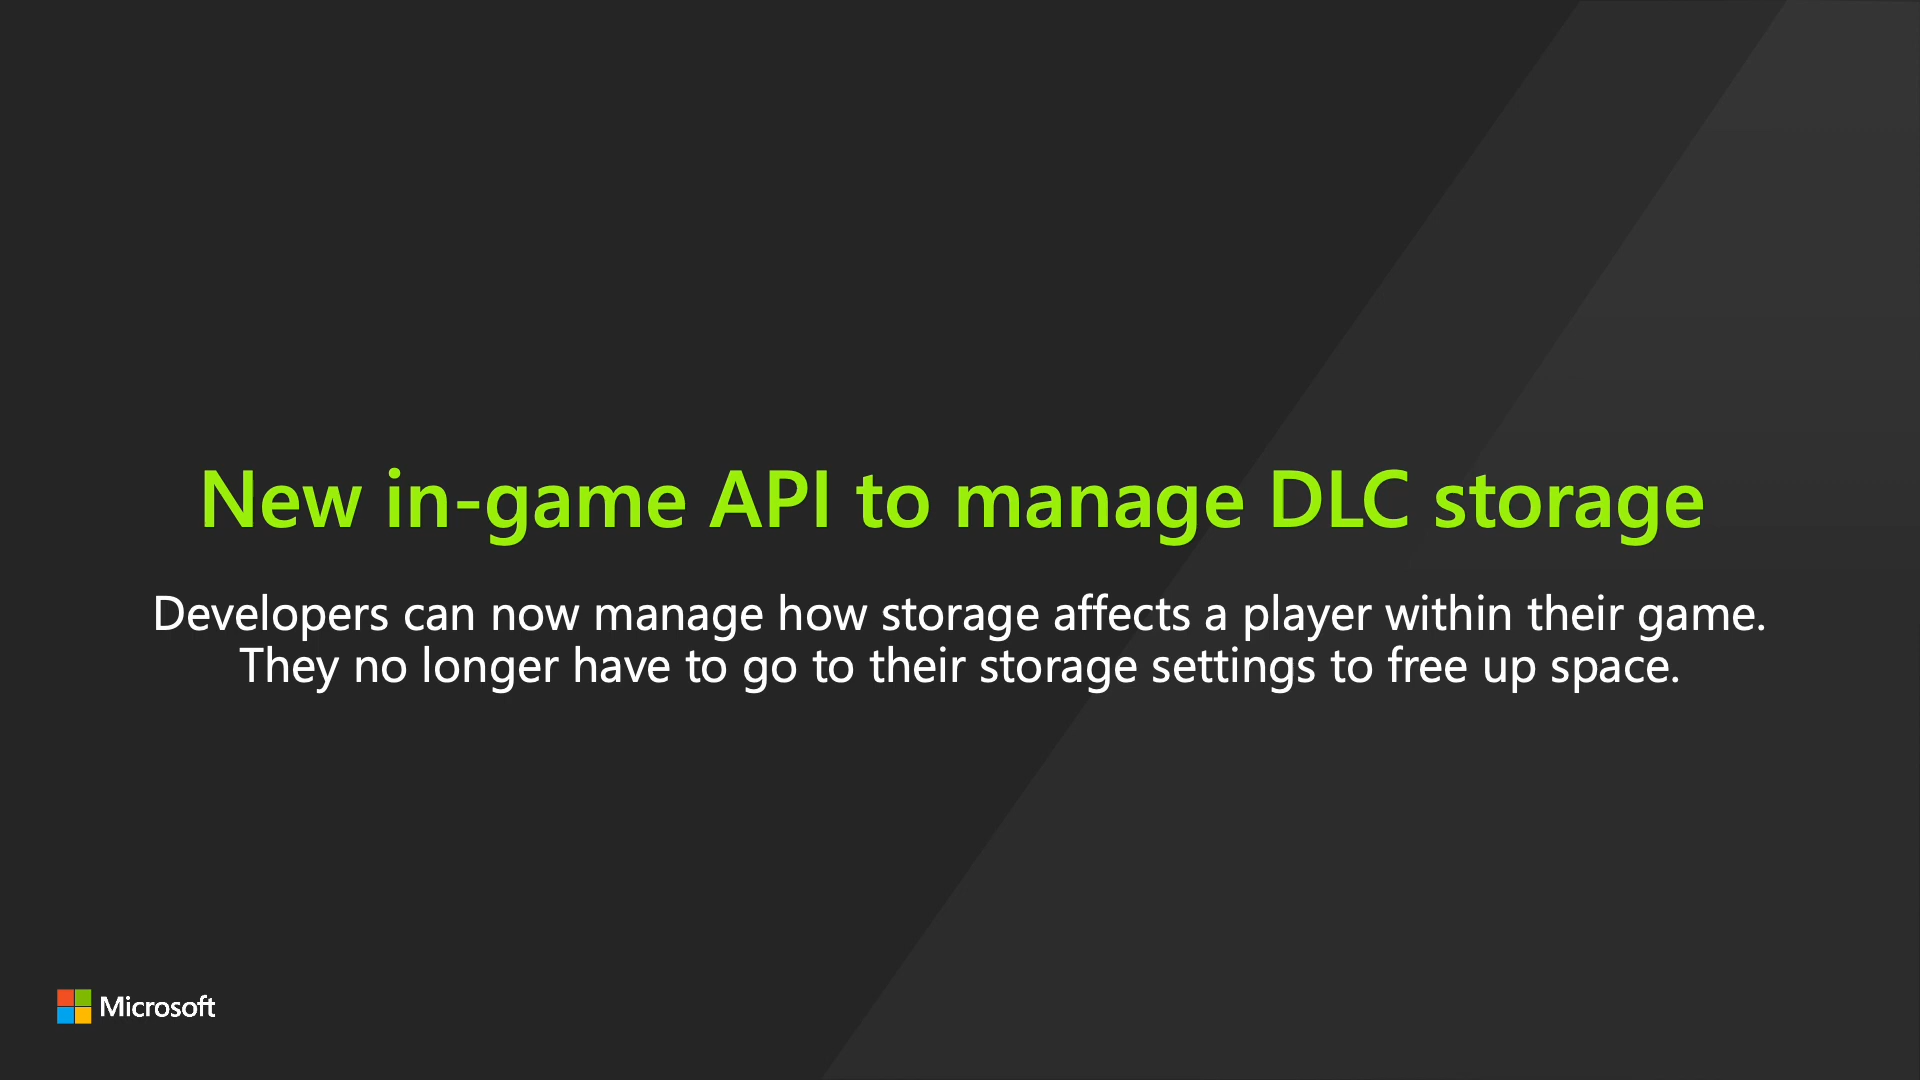 New in-game API to manage DLC storage
Developers can now manage how storage affects a player within their game.
They no longer have to go to their storage settings to free up space.
Microsoft